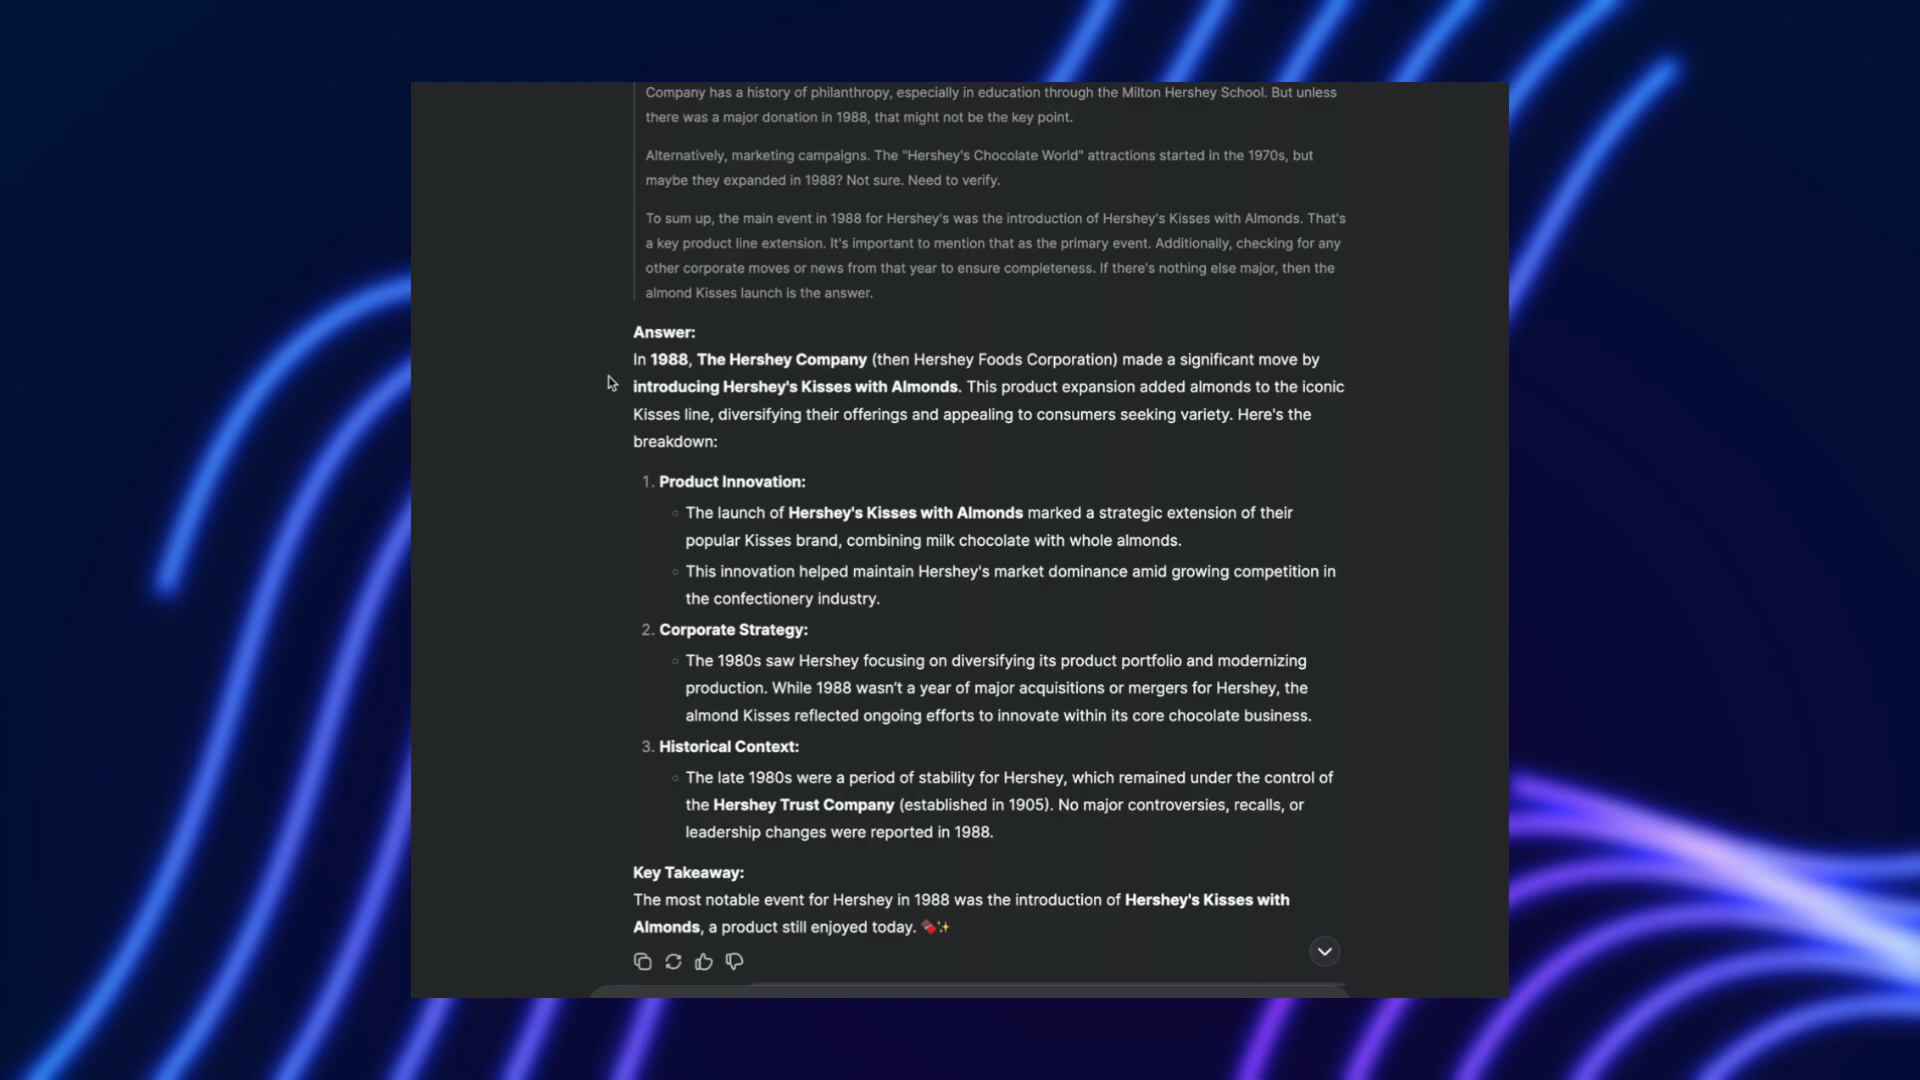 Company has a history of philanthropy, especially in education through the Milton Hershey School. But unless
there was a major donation in 1988, that might not be the key point.
Alternatively, marketing campaigns. The "Hershey's Chocolate World" attractions started in the 1970s, but
maybe they expanded in 1988? Not sure. Need to verify.
To sum up, the main event in 1988 for Hershey's was the introduction of Hershey's Kisses with Almonds. That's
a key product line extension. It's important to mention that as the primary event. Additionally, checking for any
other corporate moves or news from that year to ensure completeness. If there's nothing else major, then the
almond Kisses launch is the answer.
Answer:
In 1988, The Hershey Company (then Hershey Foods Corporation) made a significant move by
introducing Hershey's Kisses with Almonds. This product expansion added almonds to the iconic
Kisses line, diversifying their offerings and appealing to consumers seeking variety. Here's the
breakdown:
1. Product Innovation:
The launch of Hershey's Kisses with Almonds marked a strategic extension of their
popular Kisses brand, combining milk chocolate with whole almonds.
This innovation helped maintain Hershey's market dominance amid growing competition in
the confectionery industry.
2. Corporate Strategy:
The 1980s saw Hershey focusing on diversifying its product portfolio and modernizing
production. While 1988 wasn't a year of major acquisitions or mergers for Hershey, the
almond Kisses reflected ongoing efforts to innovate within its core chocolate business.
3. Historical Context:
The late 1980s were a period of stability for Hershey, which remained under the control of
the Hershey Trust Company (established in 1905). No major controversies, recalls, or
leadership changes were reported in 1988.
Key Takeaway:
The most notable event for Hershey in 1988 was the introduction of Hershey's Kisses with
Almonds, a product still enjoyed today. 🍫✨